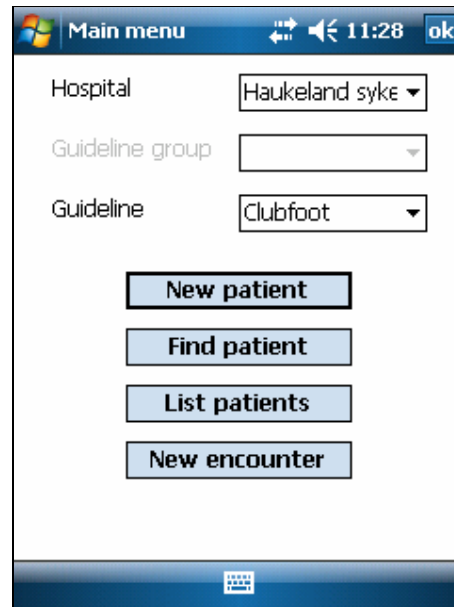 Main menu 11:28 ok
Hospital Haukeland syke
Guideline group
Guideline Clubfoot
New patient
Find patient
List patients
New encounter